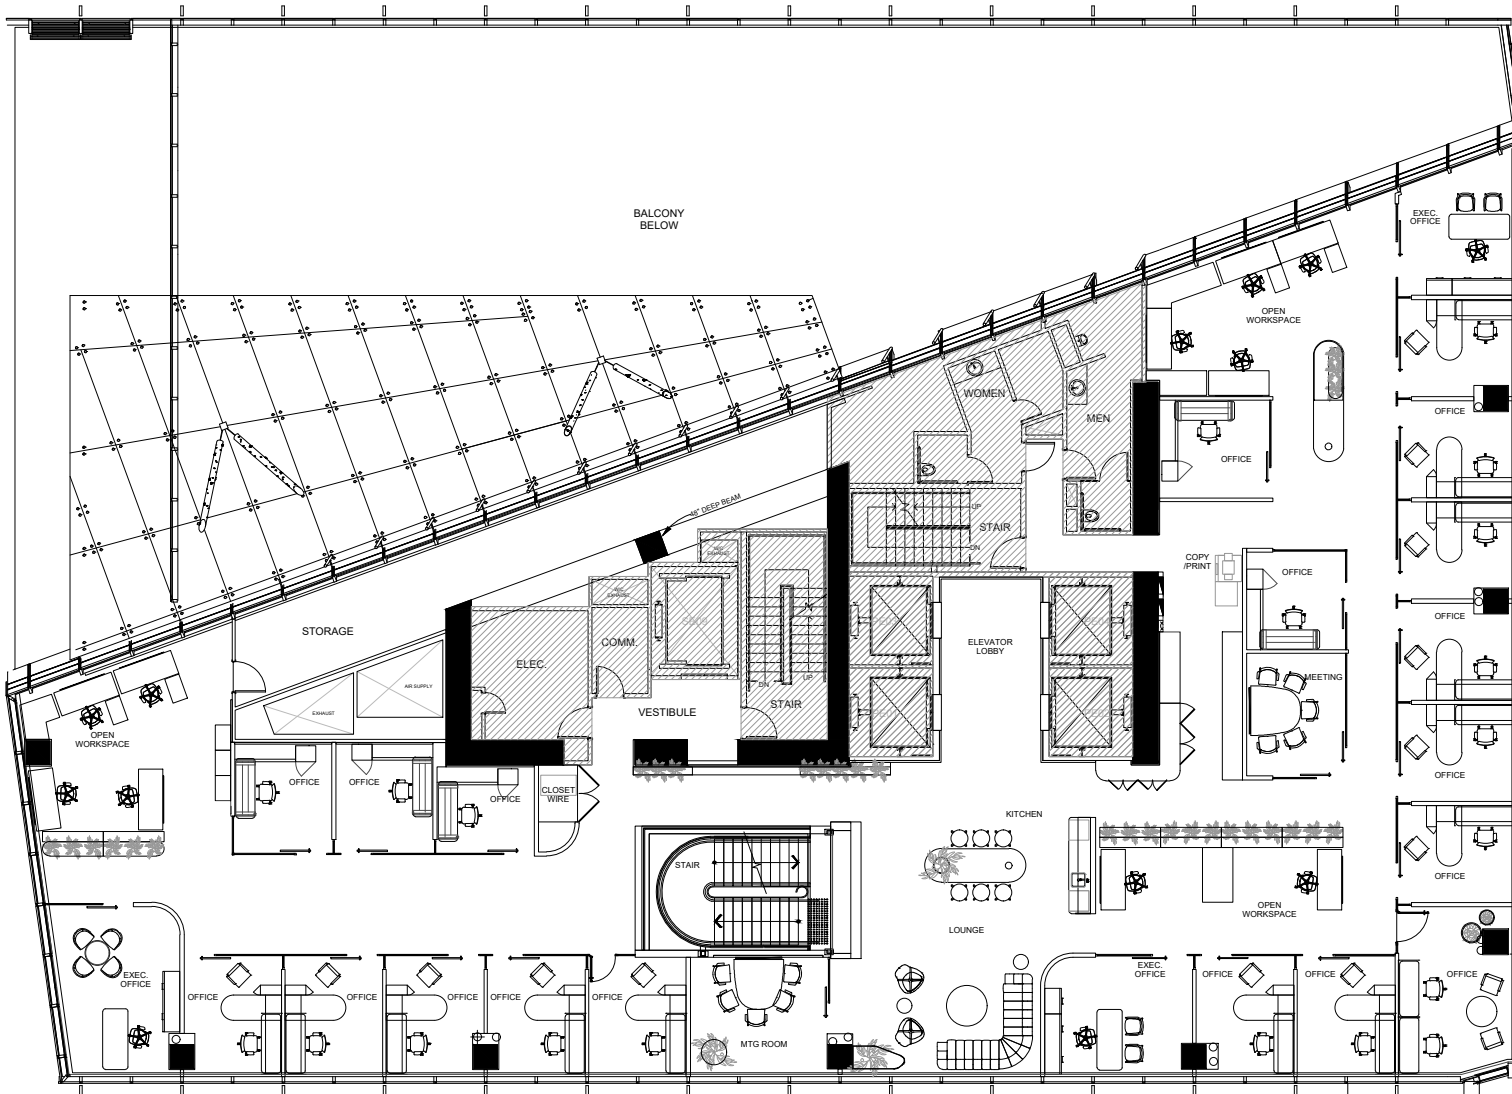 BALCONY
BELOW
EXEC.
OFFICE
OPEN
WORKSPACE
WOMEN
MEN
OFFICE
OFFICE
48" DEEP BEAM
UP
STAIR
DN
EXHAUST
COPY
/PRINT
OFFICE
EXHAUST
OFFICE
STORAGE
COMM.
ELEC.
ELEVATOR
LOBBY
AIR SUPPLY
EXHAUST
DN
UP
STAIR
VESTIBULE
MEETING
OPEN
WORKSPACE
OFFICE
OFFICE
OFFICE
CLOSET
WIRE
OFFICE
KITCHEN
STAIR
OFFICE
OPEN
WORKSPACE
LOUNGE
EXEC.
OFFICE
OFFICE
OFFICE
OFFICE
OFFICE
OFFICE
MTG ROOM
EXEC.
OFFICE
OFFICE
OFFICE
OFFICE